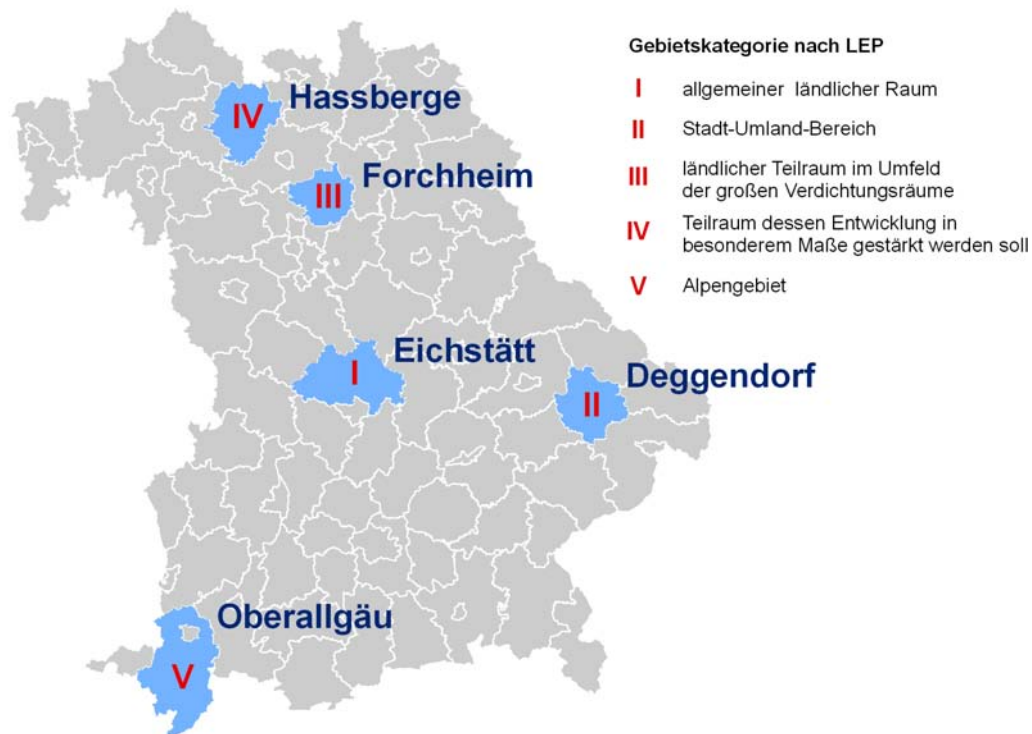 Gebietskategorie nach LEP
I allgemeiner ländlicher Raum
II Stadt-Umland-Bereich
III ländlicher Teilraum im Umfeld
der großen Verdichtungsräume
IV Teilraum dessen Entwicklung in
besonderem Maße gestärkt werden soll
V Alpengebiet
Hassberge
IV
Forchheim
III
Eichstätt
I
Deggendorf
II
Oberallgäu
V